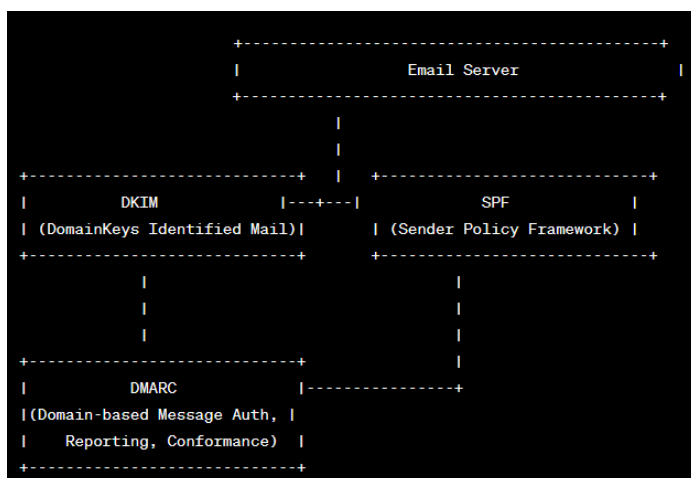 Email Server
DKIM
SPF
(DomainKeys Identified Mail)
(Sender Policy Framework)
DMARC
(Domain-based Message Auth,
Reporting, Conformance)